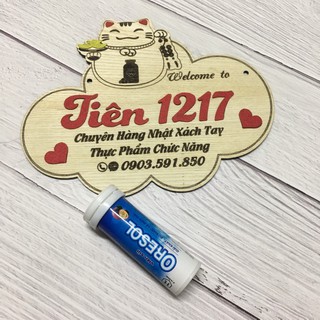 Welcome to
Tiên 1217
Chuyên Hàng Nhật Xách Tay
Thực Phẩm Chức Năng
0903.591.850
ORESOL